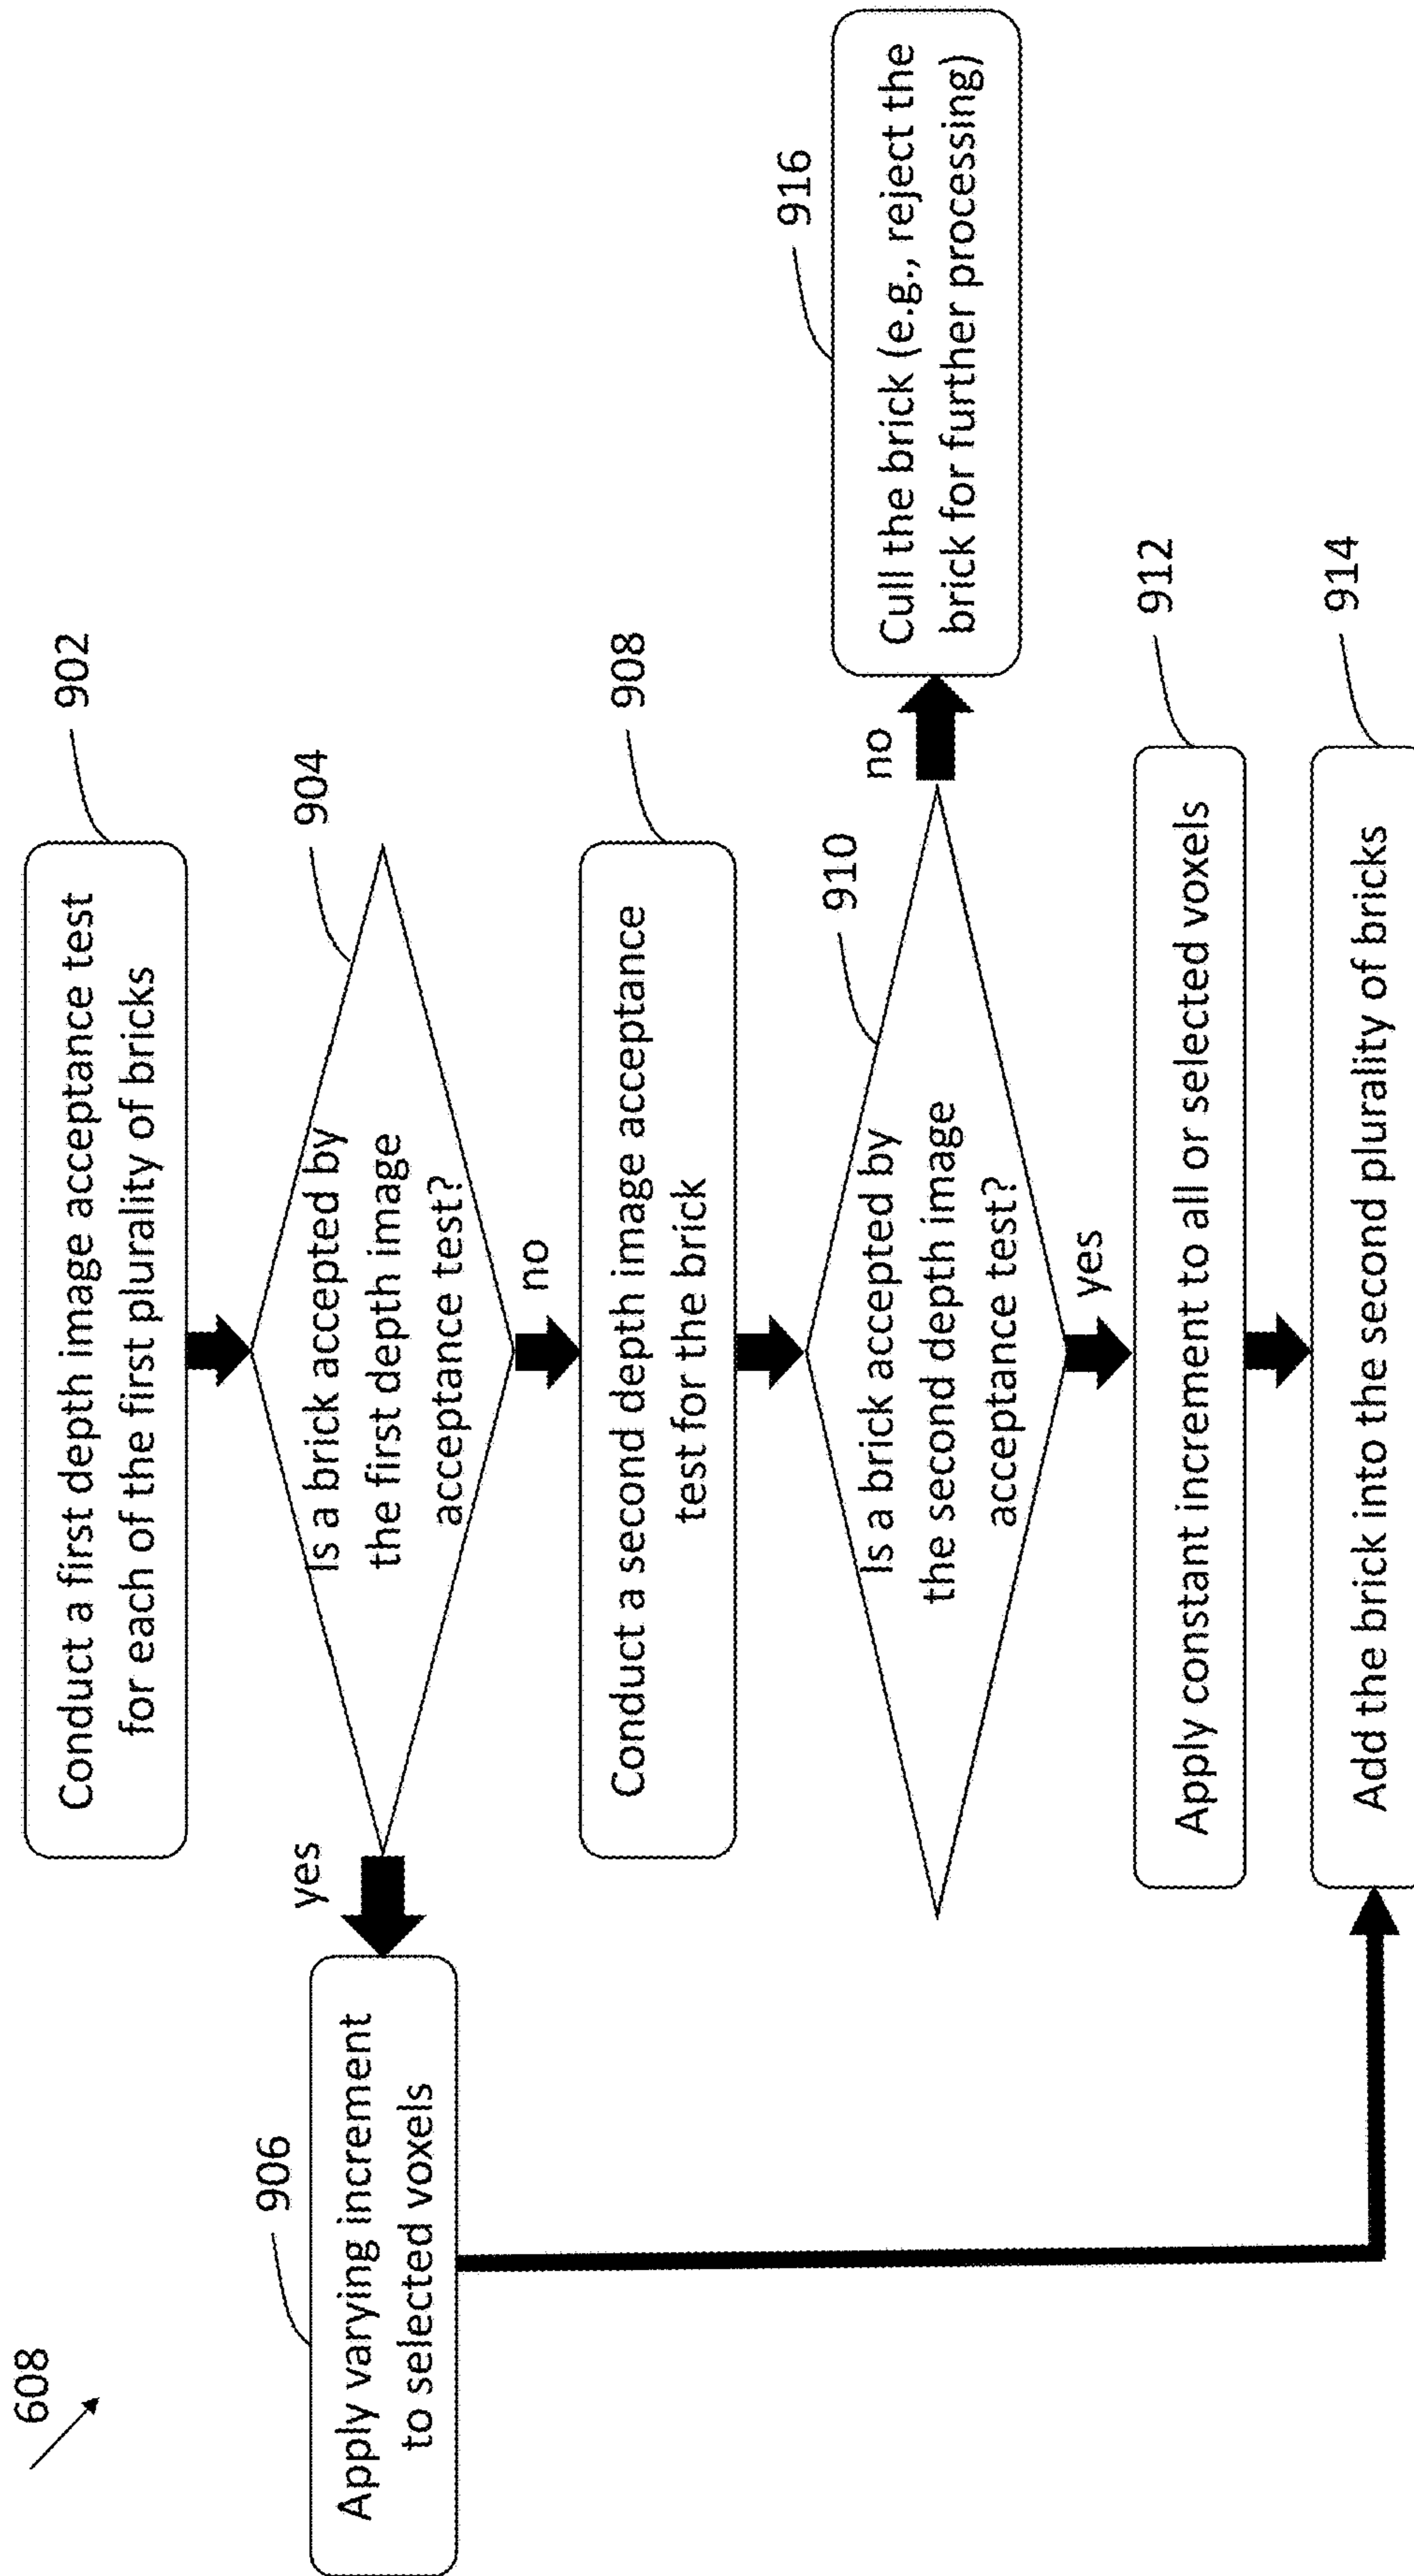 608
902
Conduct a first depth image acceptance test
for each of the first plurality of bricks
904
Is a brick accepted by
the first depth image
acceptance test?
yes
906
Apply varying increment
to selected voxels
no
908
Conduct a second depth image acceptance
test for the brick
910
Is a brick accepted by
the second depth image
acceptance test?
no
916
Cull the brick (e.g., reject the
brick for further processing)
yes
912
Apply constant increment to all or selected voxels
914
Add the brick into the second plurality of bricks